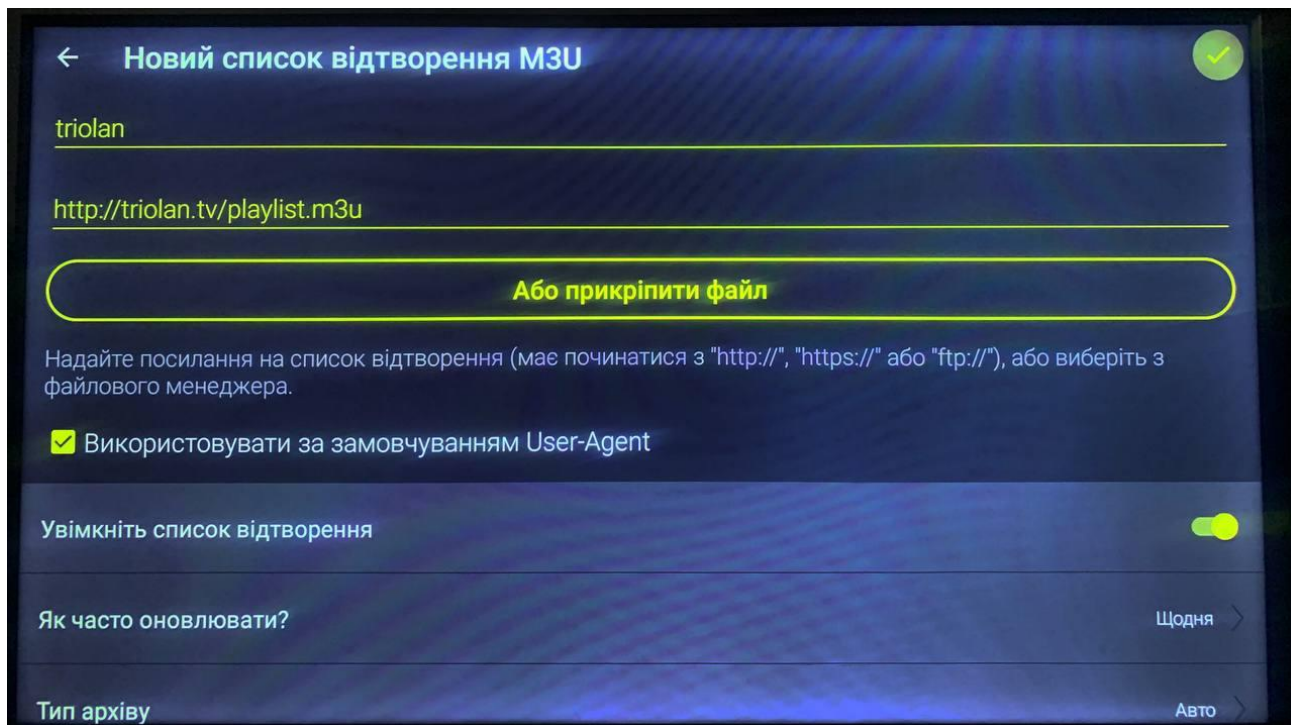 Новий список відтворення M3U
triolan
http://triolan.tv/playlist.m3u
Або прикріпити файл
Надайте посилання на список відтворення (має починатися з "http://", "https://" або "ftp://"), або виберіть з
файлового менеджера.
Використовувати за замовчуванням User-Agent
Увімкніть список відтворення
Як часто оновлювати?
Щодня
Тип архіву
Авто